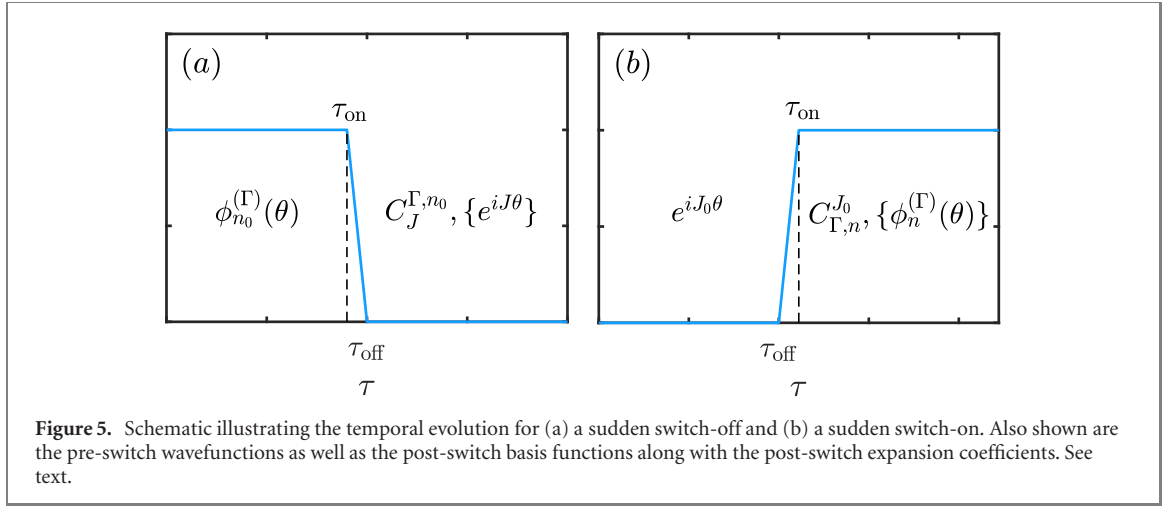 (a)
τ_on
φ_{n_0}^{(Γ)}(θ)
C_J^{Γ,n_0}, {e^{iJθ}}
τ_off
τ
(b)
τ_on
e^{iJ_0θ}
C_{Γ,n}^{J_0}, {φ_n^{(Γ)}(θ)}
τ_off
τ
Figure 5. Schematic illustrating the temporal evolution for (a) a sudden switch-off and (b) a sudden switch-on. Also shown are
the pre-switch wavefunctions as well as the post-switch basis functions along with the post-switch expansion coefficients. See
text.